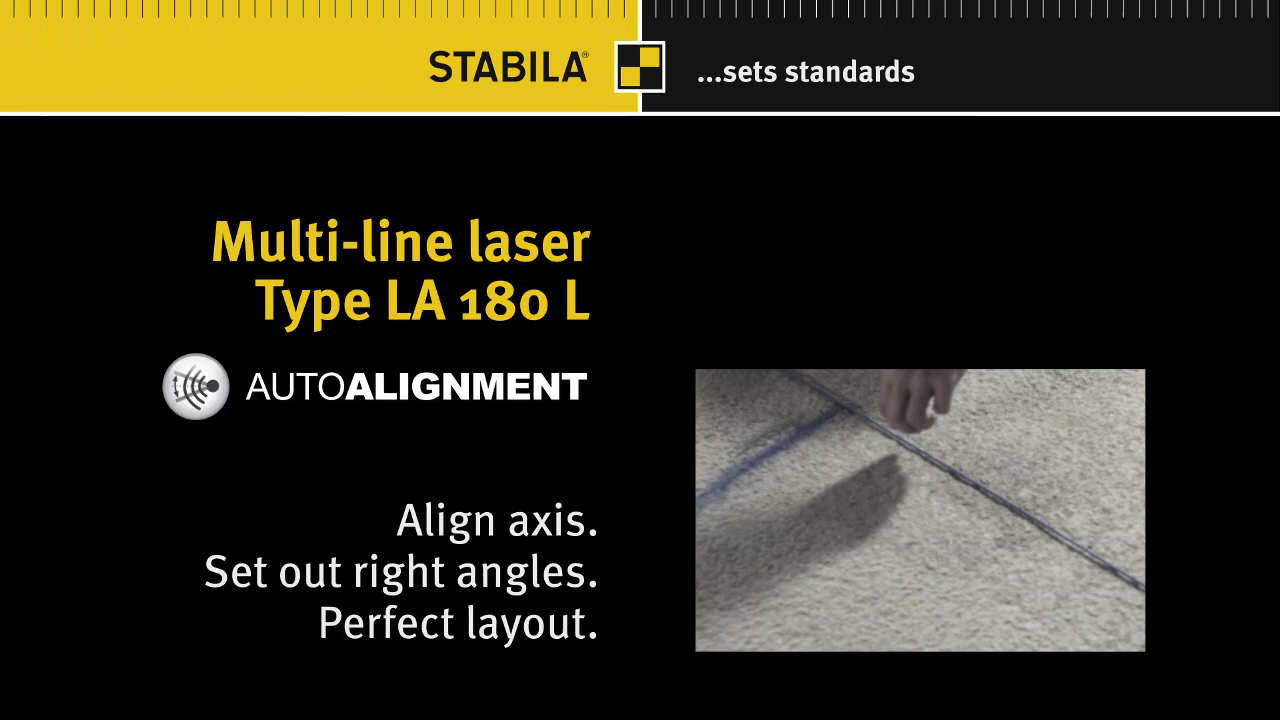 STABILA®
...sets standards
Multi-line laser
Type LA 180 L
AUTOALIGNMENT
Align axis.
Set out right angles.
Perfect layout.